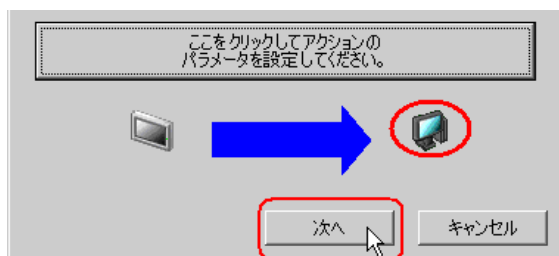 ここをクリックしてアクションの
パラメータを設定してください。
次へ
キャンセル